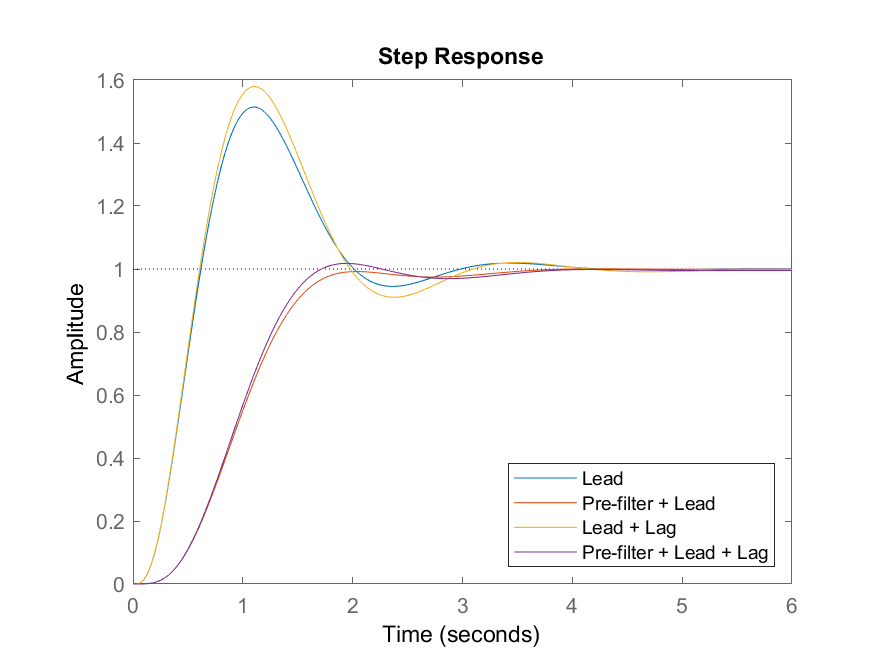 Step Response
1.6
1.4
1.2
1
0.8
0.6
0.4
0.2
0
Amplitude
Lead
Pre-filter + Lead
Lead + Lag
Pre-filter + Lead + Lag
0 1 2 3 4 5 6
Time (seconds)